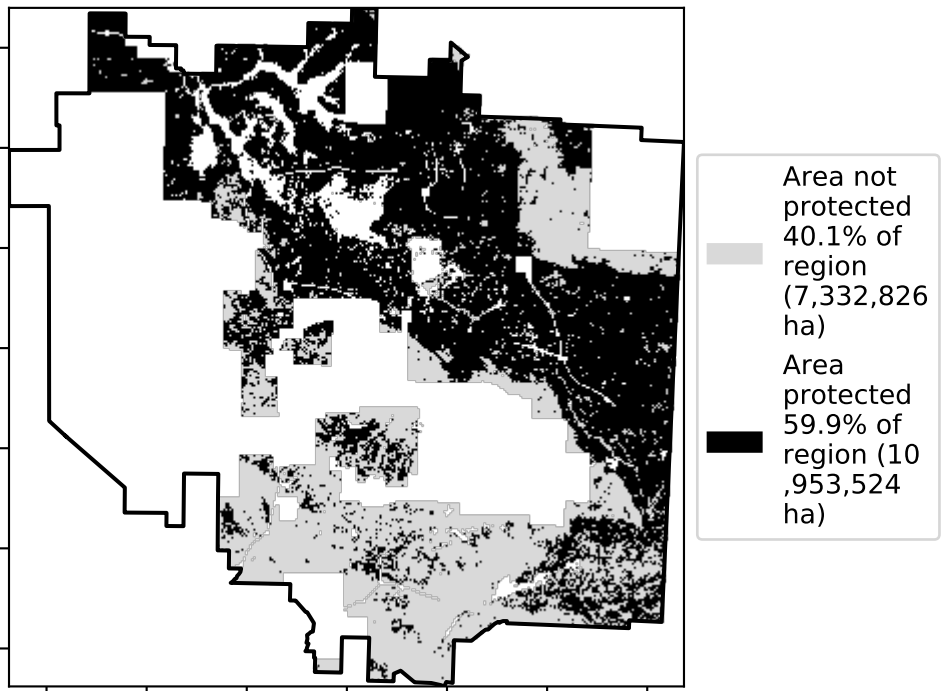 Area not
protected
40.1% of
region
(7,332,826
ha)
Area
protected
59.9% of
region (10
,953,524
ha)